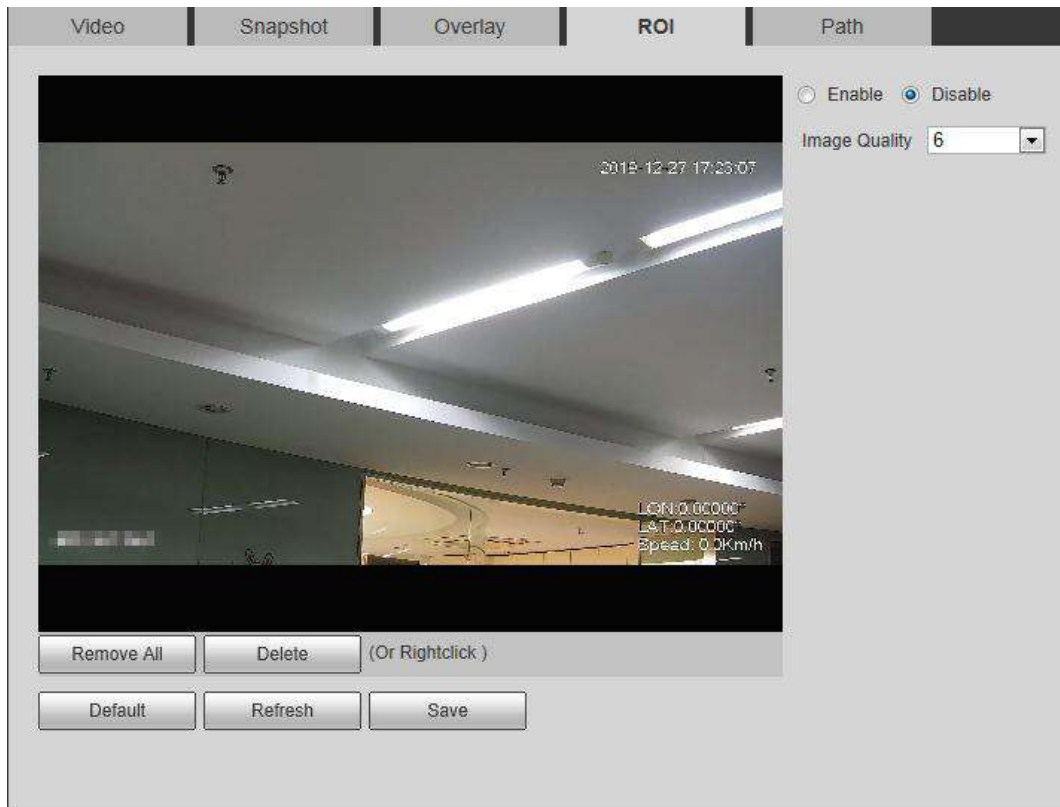 Video Snapshot Overlay ROI Path
Enable Disable
Image Quality 6
2019-12-27 17:23:07
LON:0.00000°
LAT:0.00000°
Speed: 0.0Km/h
Remove All Delete (Or Rightclick )
Default Refresh Save